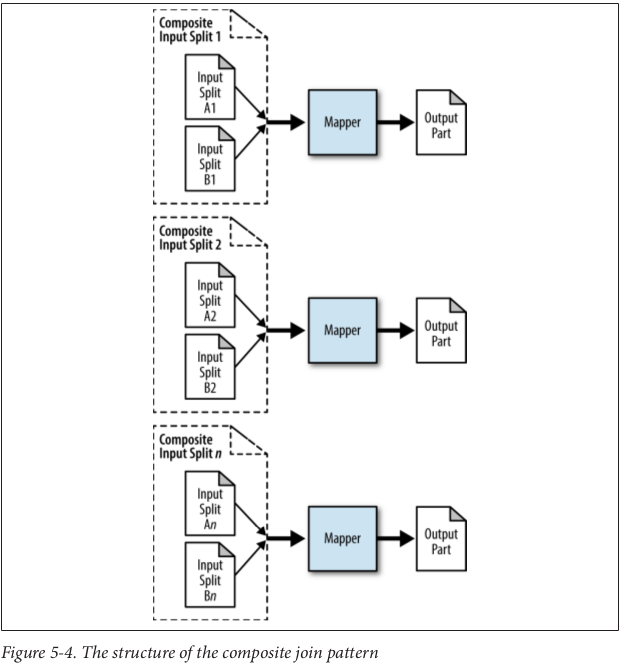 Composite
Input Split 1
Input
Split
A1
Input
Split
B1
Mapper
Output
Part
Composite
Input Split 2
Input
Split
A2
Input
Split
B2
Mapper
Output
Part
Composite
Input Split n
Input
Split
An
Input
Split
Bn
Mapper
Output
Part
Figure 5-4. The structure of the composite join pattern